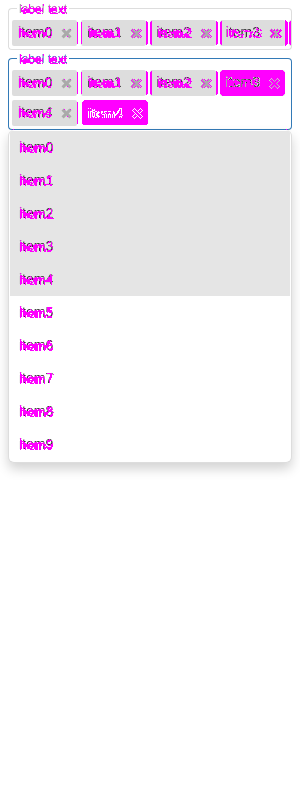 label text
item0 × item1 × item2 × item3 ×
label text
item0 × item1 × item2 × item3 ×
item4 × item4 ×
item0
item1
item2
item3
item4
item5
item6
item7
item8
item9